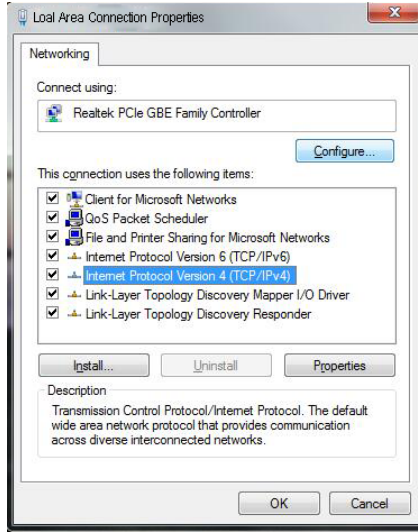 Loal Area Connection Properties
Networking
Connect using:
Realtek PCIe GBE Family Controller
Configure...
This connection uses the following items:
Client for Microsoft Networks
QoS Packet Scheduler
File and Printer Sharing for Microsoft Networks
Internet Protocol Version 6 (TCP/IPv6)
Internet Protocol Version 4 (TCP/IPv4)
Link-Layer Topology Discovery Mapper I/O Driver
Link-Layer Topology Discovery Responder
Install...
Uninstall
Properties
Description
Transmission Control Protocol/Internet Protocol. The default
wide area network protocol that provides communication
across diverse interconnected networks.
OK
Cancel